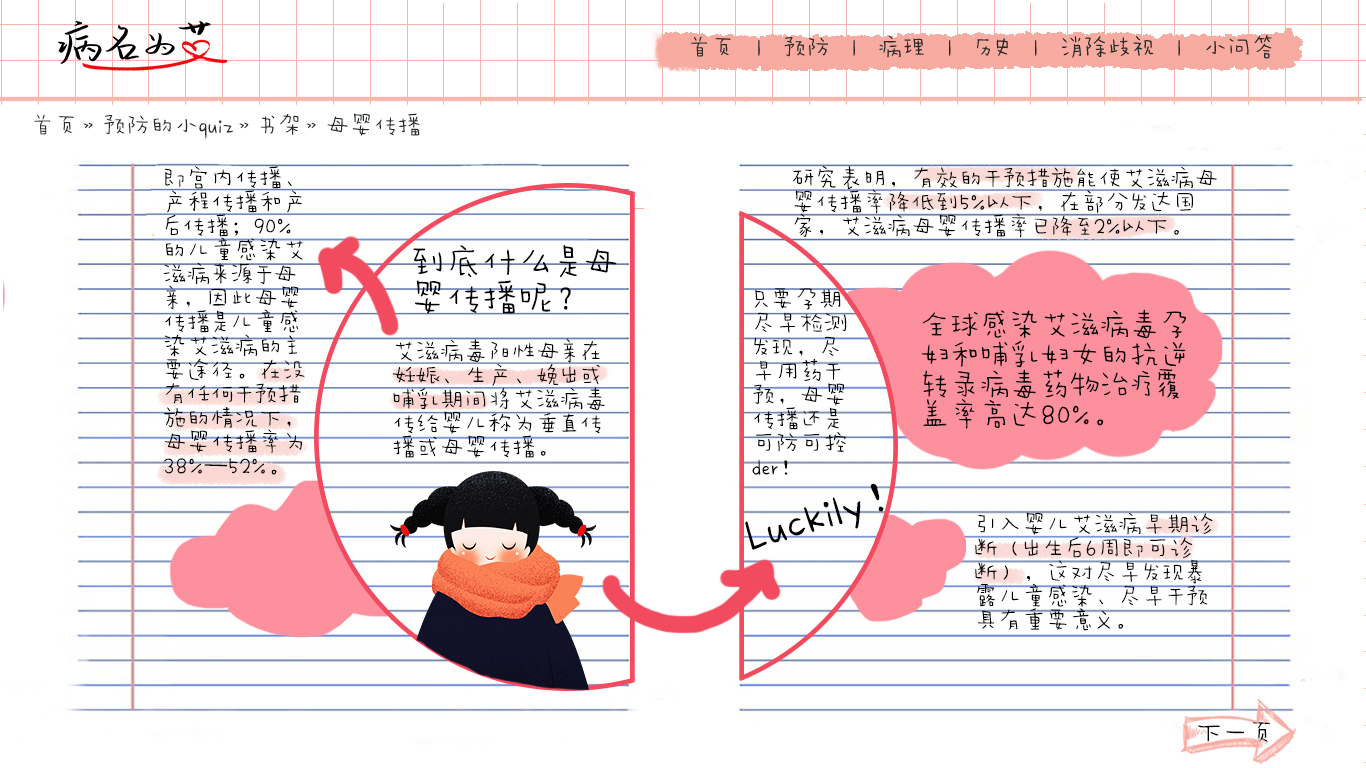 病名为艾
首页 | 预防 | 病理 | 历史 | 消除歧视 | 小问答
首页 » 预防的小quiz » 书架 » 母婴传播
即宫内传播、
产程传播和产
后传播；90%
的儿童感染艾
滋病来源于母
亲，因此母婴
传播是儿童感
染艾滋病的主
要途径。在没
有任何干预措
施的情况下，
母婴传播率为
38%—52%。
到底什么是母
婴传播呢？
艾滋病毒阳性母亲在
妊娠、生产、娩出或
哺乳期间将艾滋病毒
传给婴儿称为垂直传
播或母婴传播。
研究表明，有效的干预措施能使艾滋病母
婴传播率降低到5%以下，在部分发达国
家，艾滋病母婴传播率已降至2%以下。
只要孕期
尽早检测
发现，尽
早用药干
预，母婴
传播还是
可防可控
der！
Luckily！
全球感染艾滋病毒孕
妇和哺乳妇女的抗逆
转录病毒药物治疗覆
盖率高达80%。
引入婴儿艾滋病早期诊
断（出生后6周即可诊
断），这对尽早发现暴
露儿童感染、尽早干预
具有重要意义。
下一页